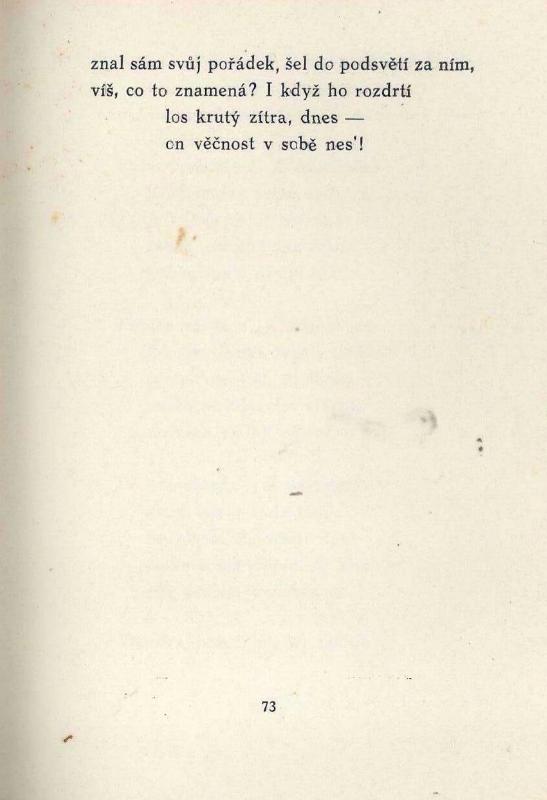 znal sám svůj pořádek, šel do podsvětí za ním,
víš, co to znamená? I když ho rozdrtí
los krutý zítra, dnes —
on věčnost v sobě nes'!
73